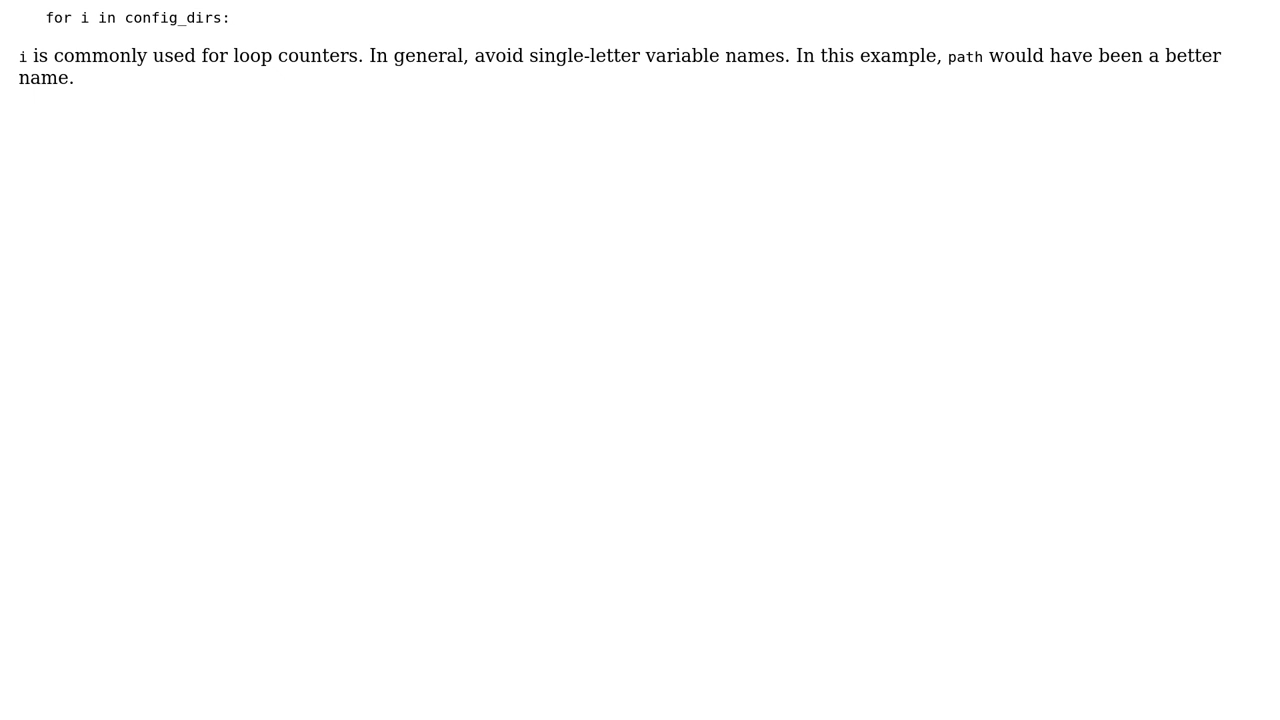 for i in config_dirs:
i is commonly used for loop counters. In general, avoid single-letter variable names. In this example, path would have been a better
name.